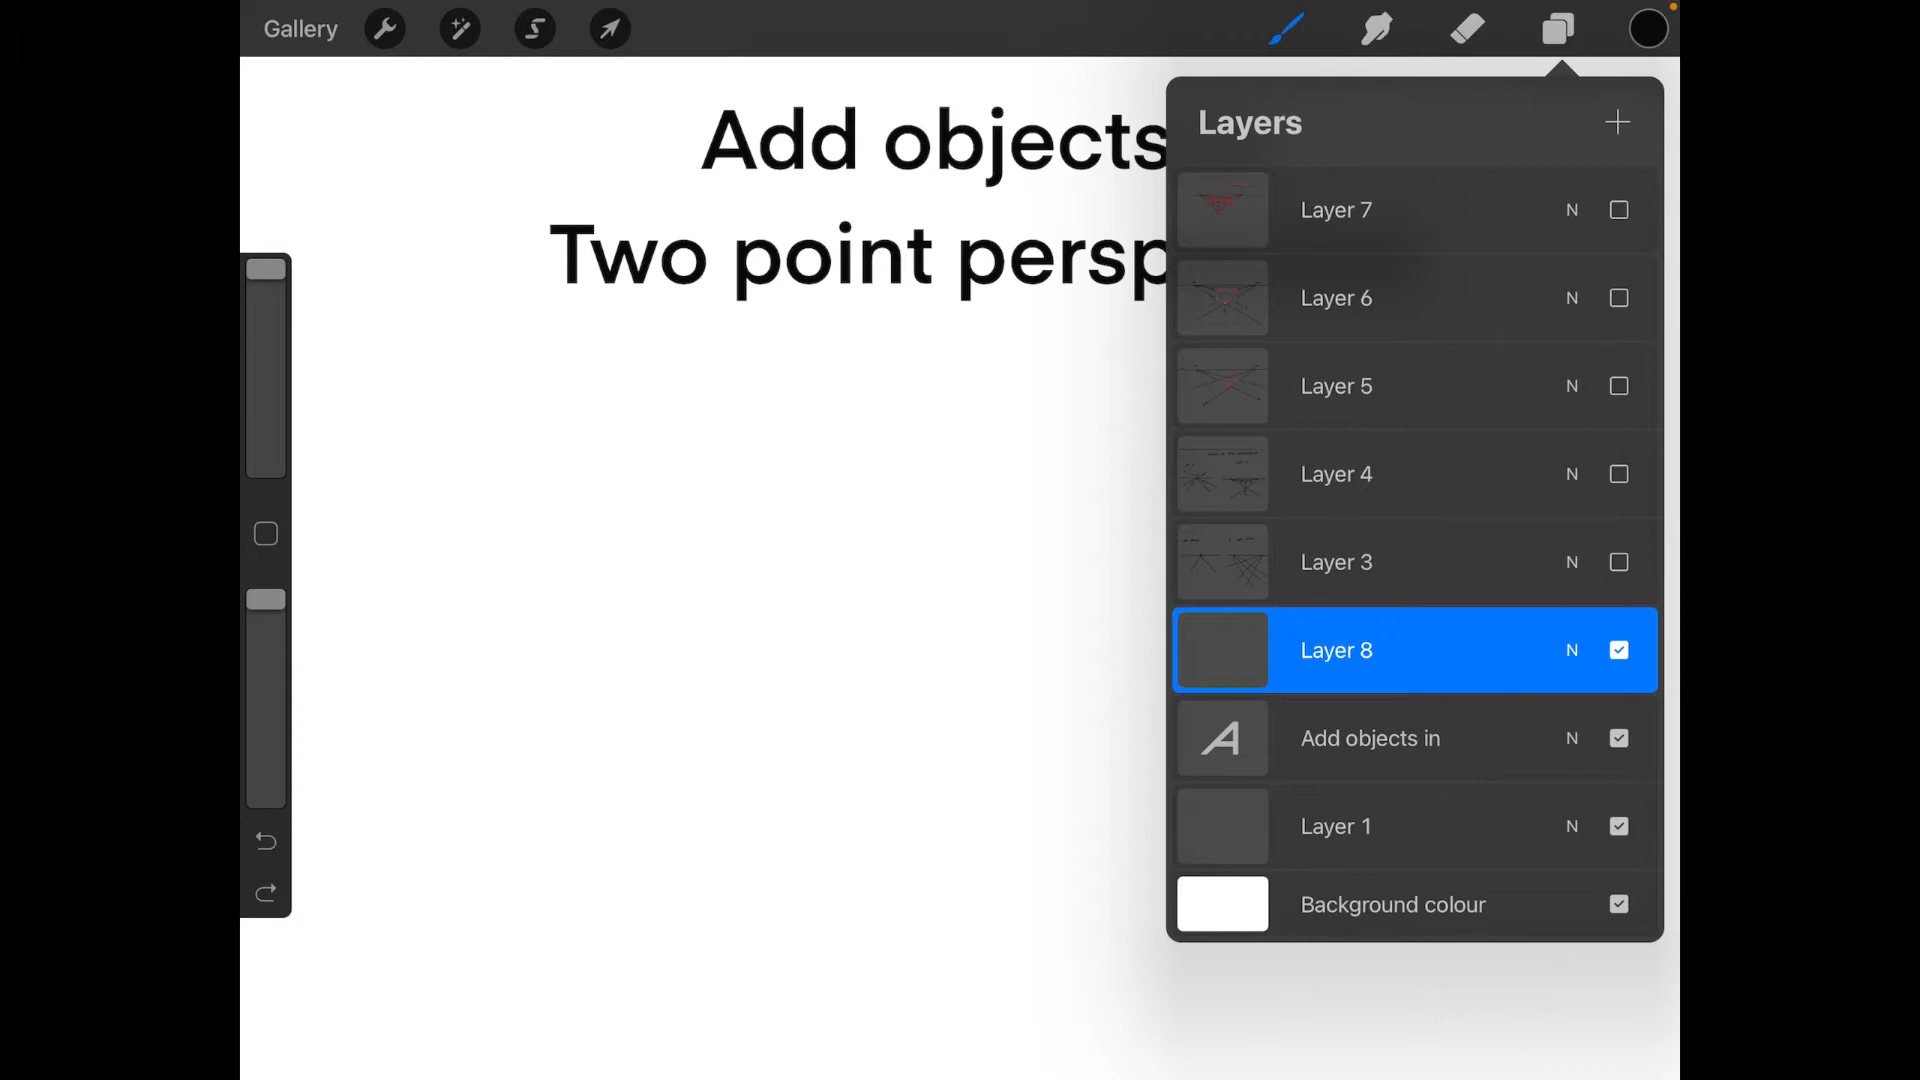 Gallery
Add objects
Two point persp
Layers
Layer 7 N
Layer 6 N
Layer 5 N
Layer 4 N
Layer 3 N
Layer 8 N
A Add objects in N
Layer 1 N
Background colour